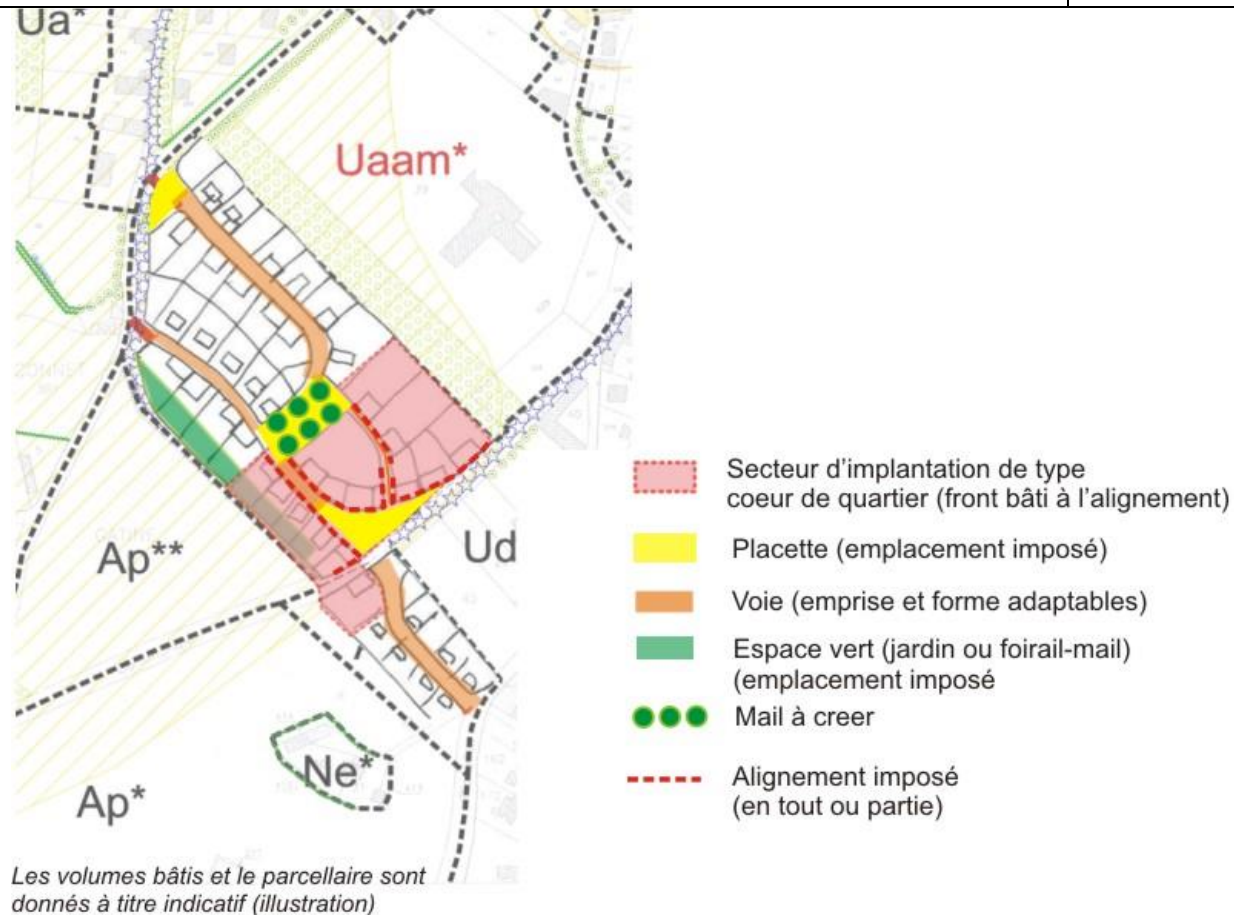 Ua*
Uaam*
Ap**
Ud
Ne*
Ap*
Secteur d'implantation de type
coeur de quartier (front bâti à l'alignement)
Placette (emplacement imposé)
Voie (emprise et forme adaptables)
Espace vert (jardin ou foirail-mail)
(emplacement imposé
Mail à creer
Alignement imposé
(en tout ou partie)
Les volumes bâtis et le parcellaire sont
donnés à titre indicatif (illustration)